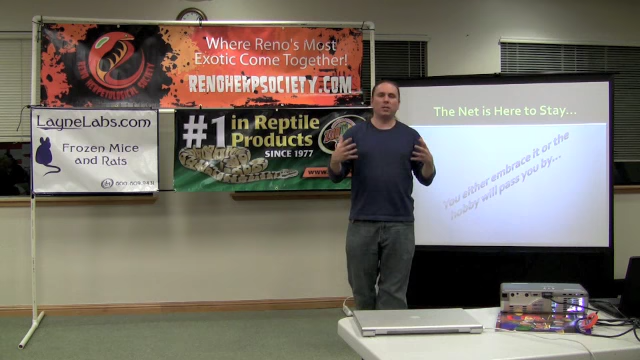 Where Reno's Most
Exotic Come Together!
RENOHERPSOCIETY.COM
LayneLabs.com
Frozen Mice
and Rats
#1 in Reptile
Products
SINCE 1977
The Net is Here to Stay...
You either embrace it or the
hobby will pass you by...